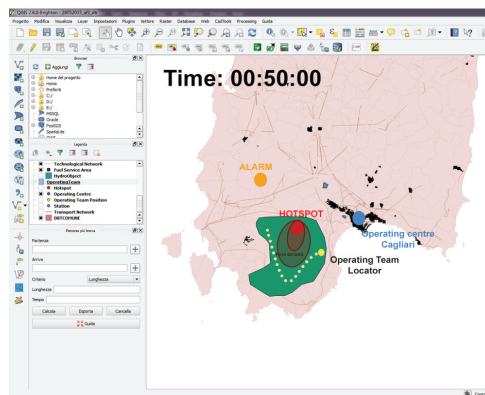 QGIS 2.6.0-Brighton - 20052015_afl_alb
Progetto Modifica Visualizza Layer Impostazioni Plugins Vettore Raster Database Web CadTools Processing Guida
Browser
Aggiungi
Home del progetto
Home
Preferiti
C:/
D:/
E:/
MSSQL
Oracle
PostGIS
SpatiaLite
Legenda
Technological Network
Fuel Service Area
HydroObject
OperatingTeam
Hotspot
Operating Centre
Operating Team Position
Station
Transport Network
DBTCOMUNE
Percorso più breve
Partenza
Arrivo
Criterio
Lunghezza
Lunghezza
Tempo
Calcola
Esporta
Cancella
Guida
Time: 00:50:00
ALARM
HOTSPOT
Operating centre
Cagliari
Operating Team
Locator